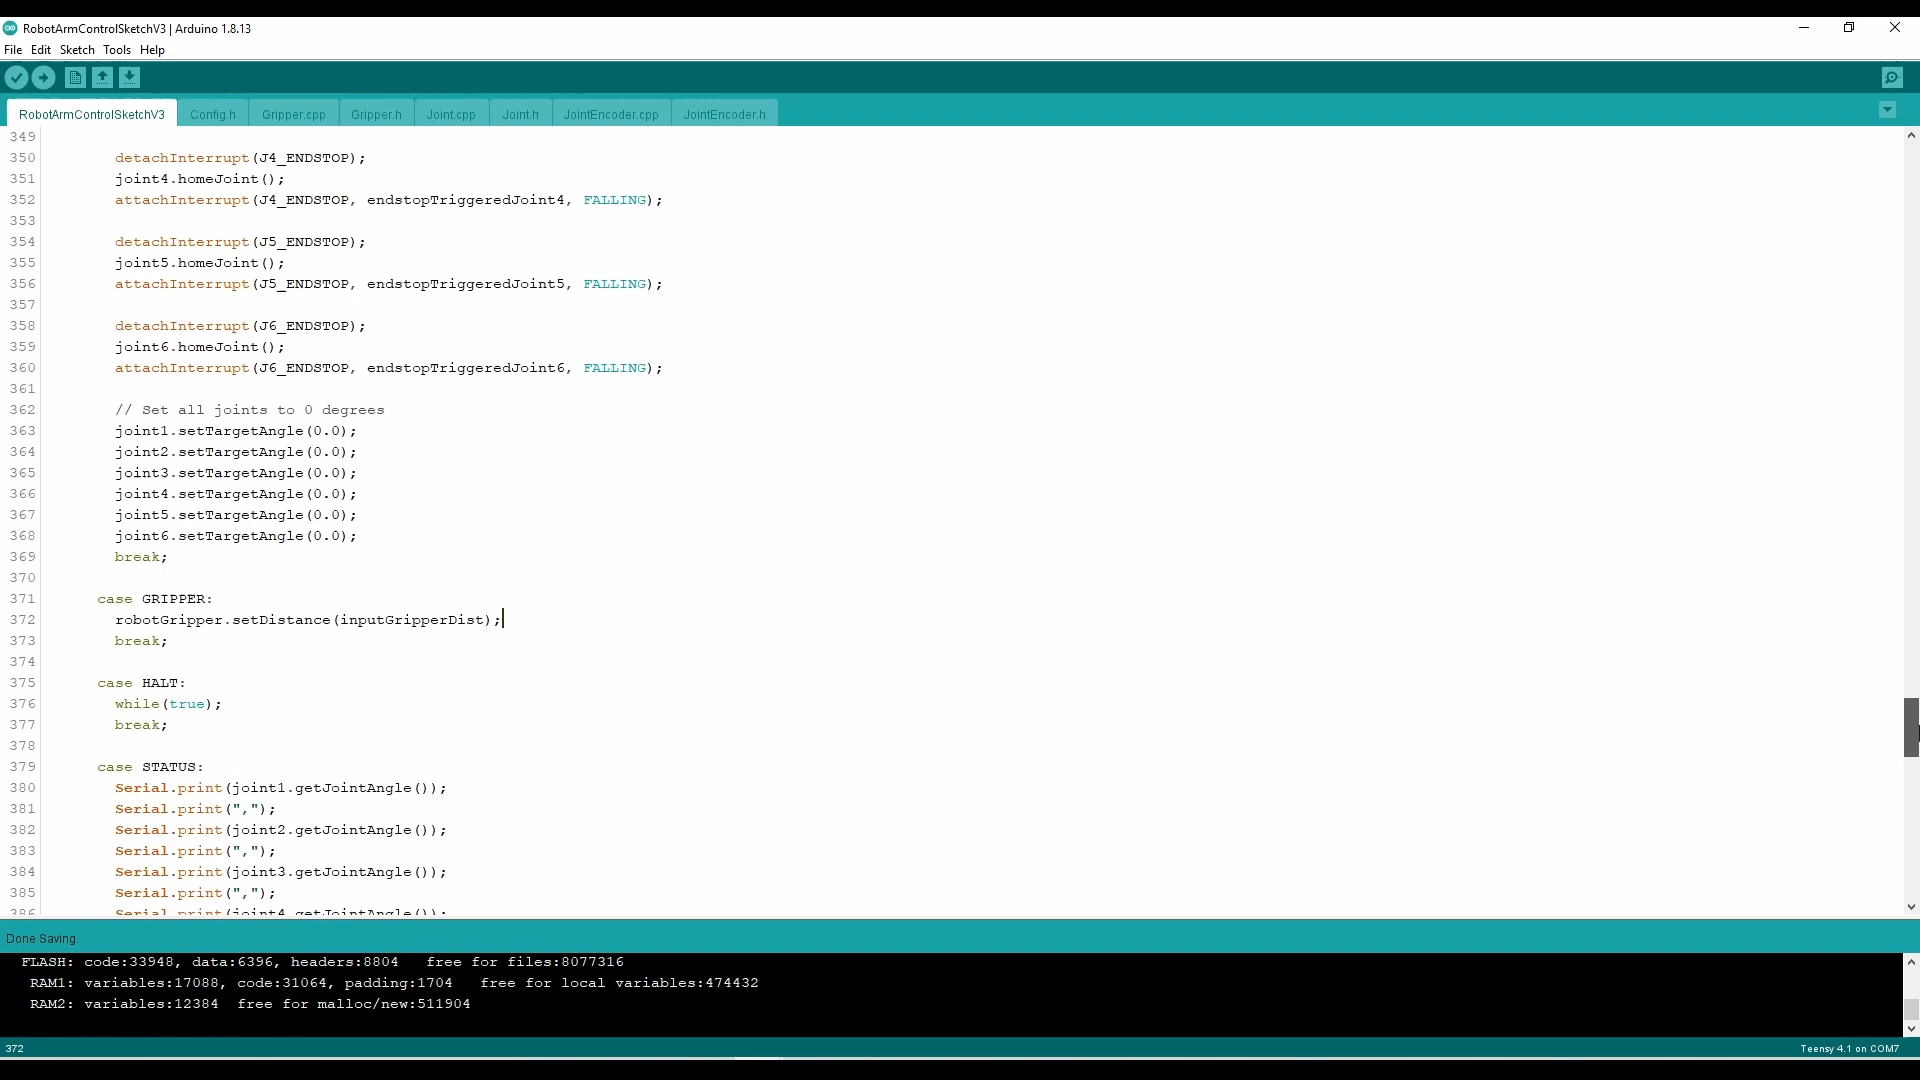 RobotArmControlSketchV3 | Arduino 1.8.13
File Edit Sketch Tools Help
RobotArmControlSketchV3 Config.h Gripper.cpp Gripper.h Joint.cpp Joint.h JointEncoder.cpp JointEncoder.h
349
350 detachInterrupt(J4_ENDSTOP);
351 joint4.homeJoint();
352 attachInterrupt(J4_ENDSTOP, endstopTriggeredJoint4, FALLING);
353
354 detachInterrupt(J5_ENDSTOP);
355 joint5.homeJoint();
356 attachInterrupt(J5_ENDSTOP, endstopTriggeredJoint5, FALLING);
357
358 detachInterrupt(J6_ENDSTOP);
359 joint6.homeJoint();
360 attachInterrupt(J6_ENDSTOP, endstopTriggeredJoint6, FALLING);
361
362 // Set all joints to 0 degrees
363 joint1.setTargetAngle(0.0);
364 joint2.setTargetAngle(0.0);
365 joint3.setTargetAngle(0.0);
366 joint4.setTargetAngle(0.0);
367 joint5.setTargetAngle(0.0);
368 joint6.setTargetAngle(0.0);
369 break;
370
371 case GRIPPER:
372 robotGripper.setDistance(inputGripperDist);
373 break;
374
375 case HALT:
376 while(true);
377 break;
378
379 case STATUS:
380 Serial.print(joint1.getJointAngle());
381 Serial.print(",");
382 Serial.print(joint2.getJointAngle());
383 Serial.print(",");
384 Serial.print(joint3.getJointAngle());
385 Serial.print(",");
386 Serial.print(joint4.getJointAngle());
Done Saving.
FLASH: code:33948, data:6396, headers:8804 free for files:8077316
RAM1: variables:17088, code:31064, padding:1704 free for local variables:474432
RAM2: variables:12384 free for malloc/new:511904
372 Teensy 4.1 on COM7